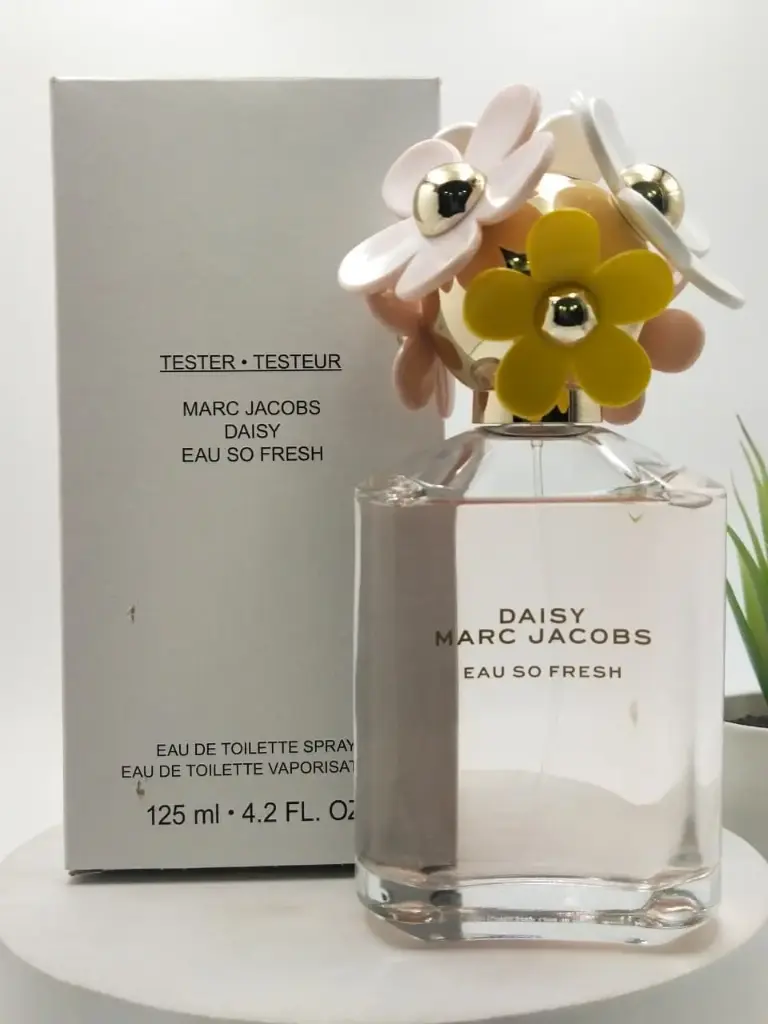 TESTER • TESTEUR
MARC JACOBS
DAISY
EAU SO FRESH
EAU DE TOILETTE SPRAY
EAU DE TOILETTE
125 ml • 4.2 FL. OZ
DAISY
MARC JACOBS
EAU SO FRESH